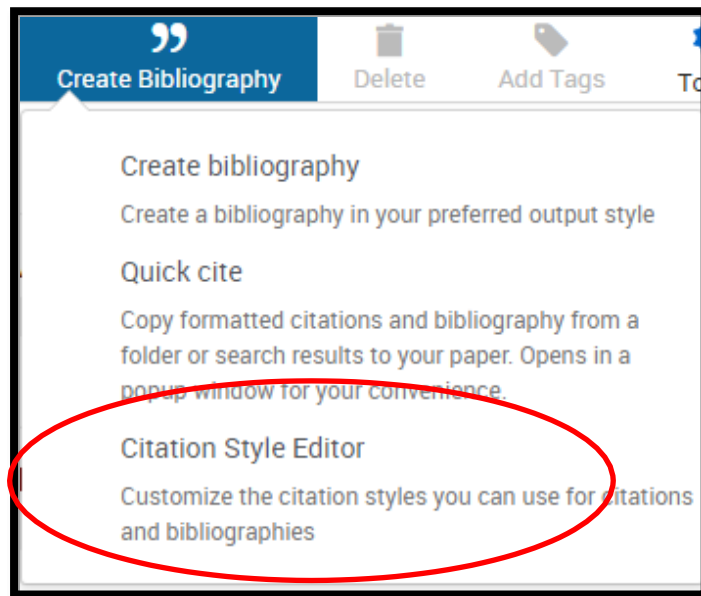 Create Bibliography
Delete
Add Tags
To
Create bibliography
Create a bibliography in your preferred output style
Quick cite
Copy formatted citations and bibliography from a
folder or search results to your paper. Opens in a
popup window for your convenience.
Citation Style Editor
Customize the citation styles you can use for citations
and bibliographies